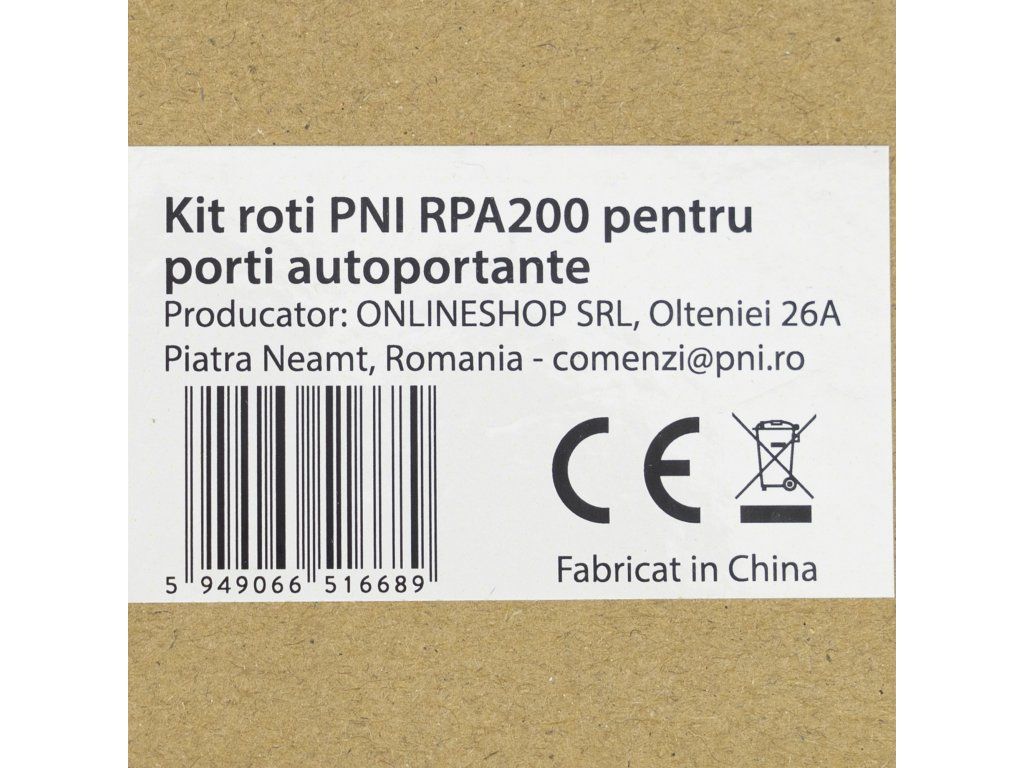 Kit roti PNI RPA200 pentru
porti autoportante
Producator: ONLINESHOP SRL, Olteniei 26A
Piatra Neamt, Romania - comenzi@pni.ro
CE
5 949066 516689
Fabricat in China